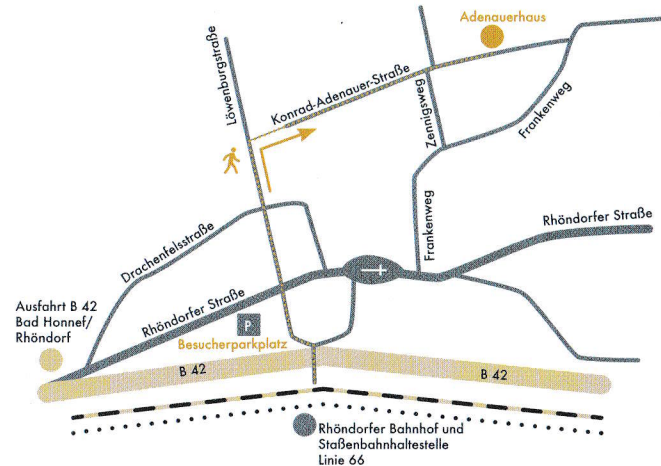 Adenauerhaus
Löwenburgstraße
Konrad-Adenauer-Straße
Zennigsweg
Frankenweg
Drachenfelsstraße
Frankenweg
Rhöndorfer Straße
Ausfahrt B 42
Bad Honnef/
Rhöndorf
Rhöndorfer Straße
P
Besucherparkplatz
B 42
B 42
Rhöndorfer Bahnhof und
Staßenbahnhaltestelle
Linie 66